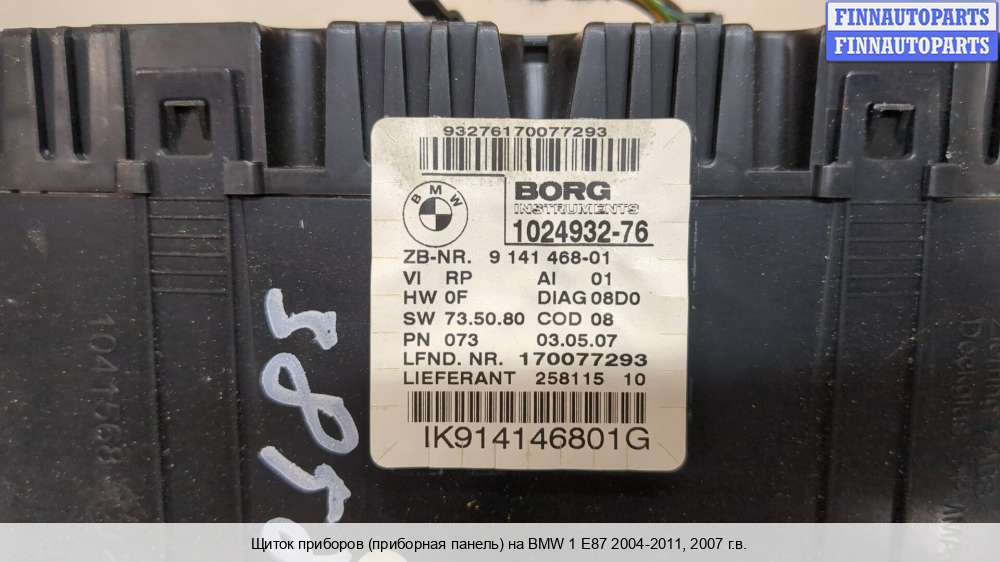 FINNAUTOPARTS
FINNAUTOPARTS
93276170077293
BMW
BORG
INSTRUMENTS
1024932-76
ZB-NR. 9 141 468-01
VI RP AI 01
HW 0F DIAG 08D0
SW 73.50.80 COD 08
PN 073 03.05.07
LFND. NR. 170077293
LIEFERANT 258115 10
IK914146801G
Щиток приборов (приборная панель) на BMW 1 E87 2004-2011, 2007 г.в.